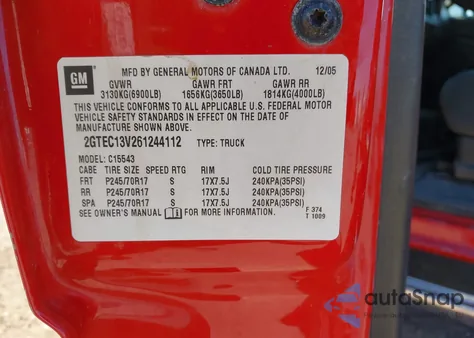 GM
MFD BY GENERAL MOTORS OF CANADA LTD. 12/05
GVWR GAWR FRT GAWR RR
3130KG(6900LB) 1656KG(3650LB) 1814KG(4000LB)
THIS VEHICLE CONFORMS TO ALL APPLICABLE U.S. FEDERAL MOTOR
VEHICLE SAFETY STANDARDS IN EFFECT ON THE DATE OF
MANUFACTURE SHOWN ABOVE.
2GTEC13V261244112 TYPE: TRUCK
MODEL: C15543
CABE TIRE SIZE SPEED RTG RIM COLD TIRE PRESSURE
FRT P245/70R17 S 17X7.5J 240KPA(35PSI)
RR P245/70R17 S 17X7.5J 240KPA(35PSI)
SPA P245/70R17 S 17X7.5J 240KPA(35PSI)
SEE OWNER'S MANUAL FOR MORE INFORMATION
F 374
T 1009
autoSnap